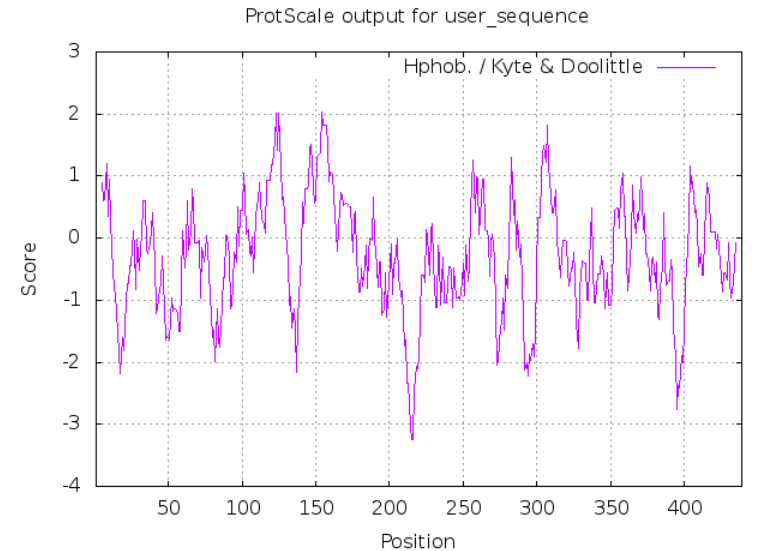 ProtScale output for user_sequence
Hphob. / Kyte & Doolittle
3
2
1
0
-1
-2
-3
-4
Score
50 100 150 200 250 300 350 400
Position